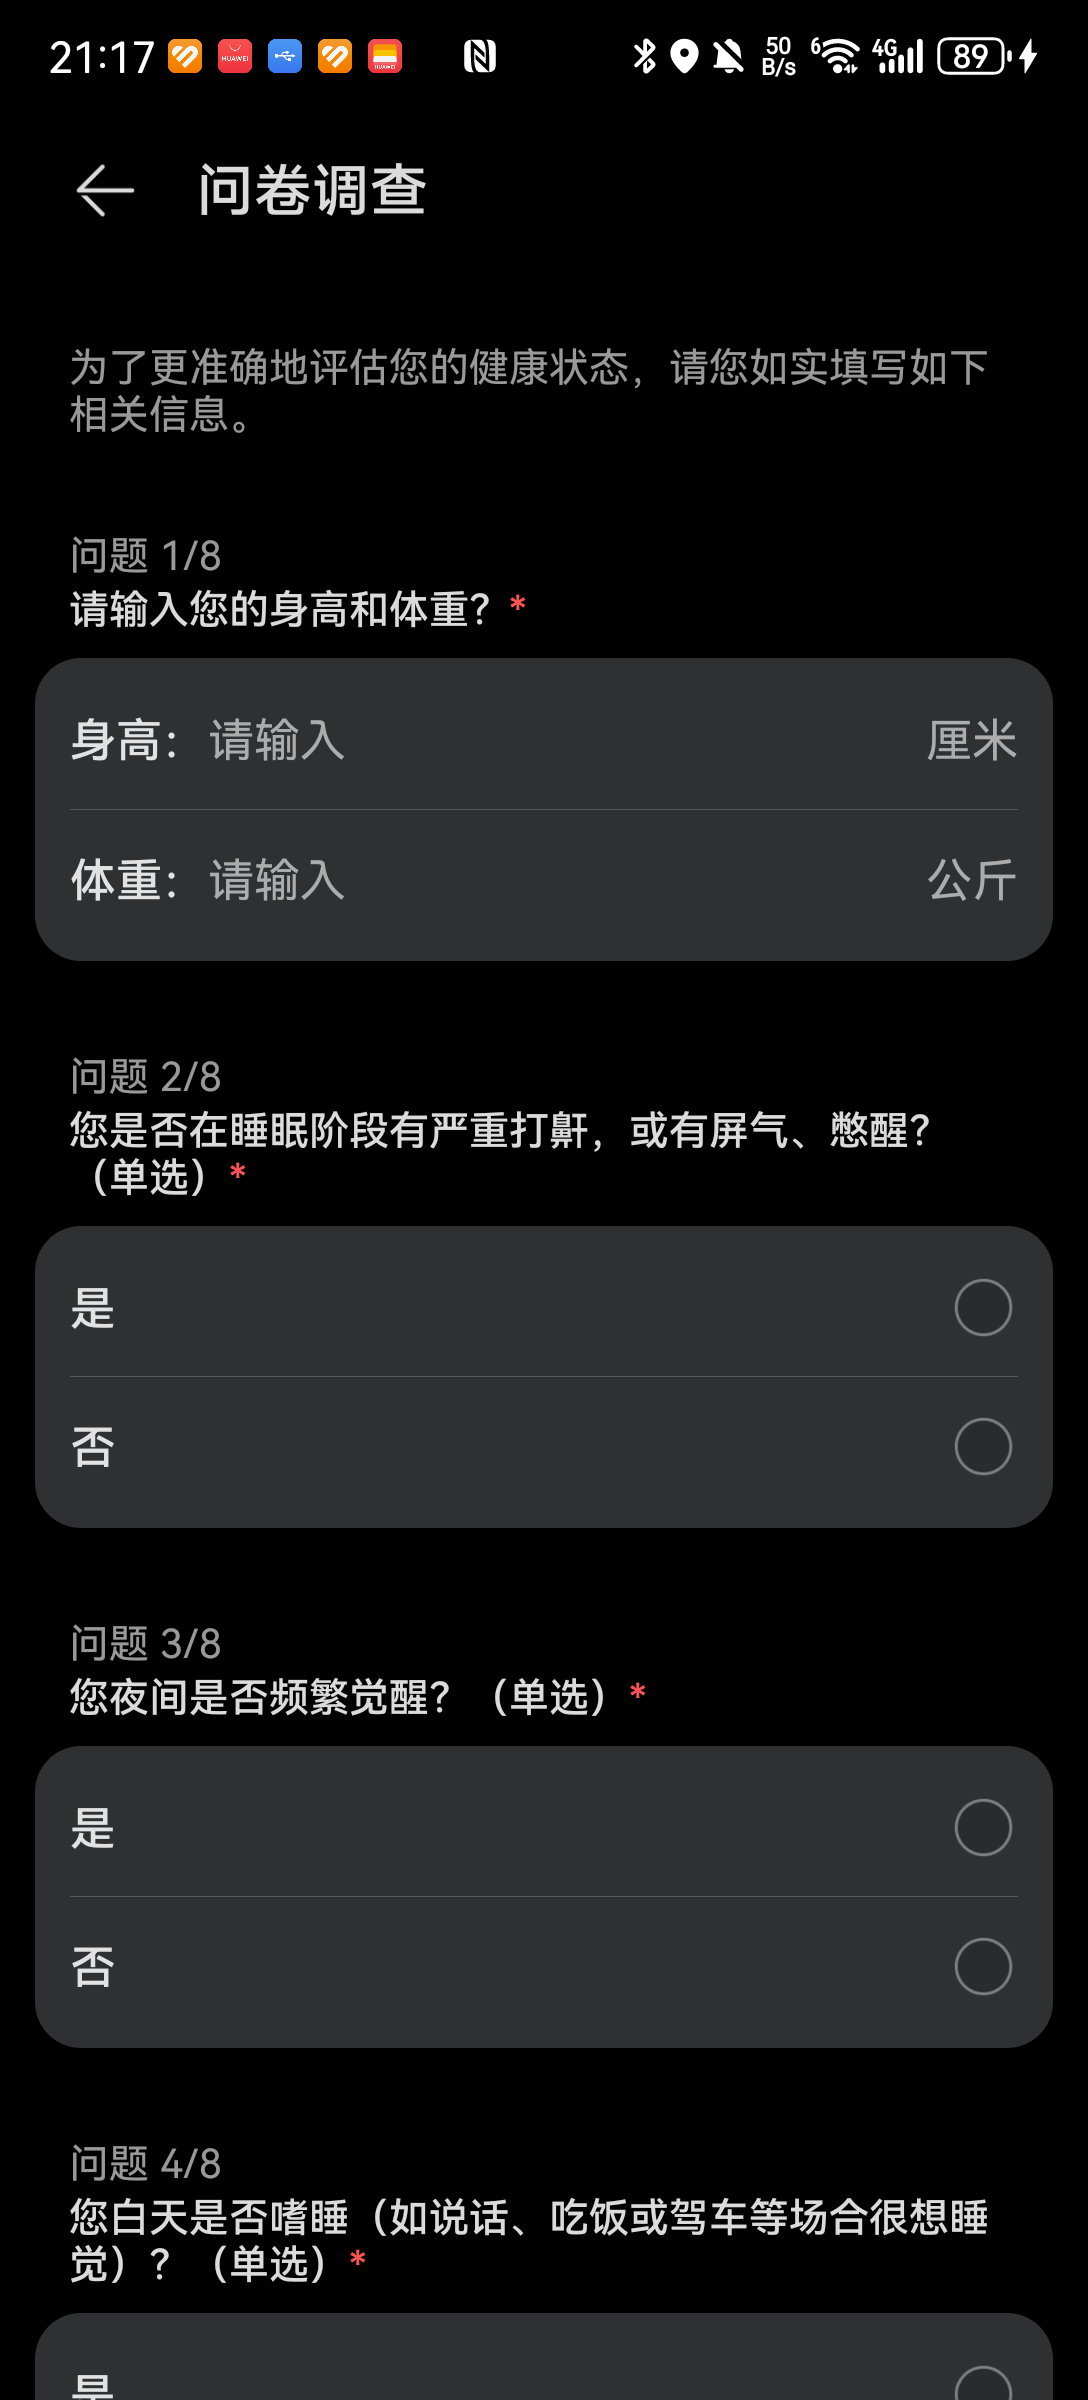 21:17
HUAWEI
HUAWEI
50
B/s
6
4G
89
问卷调查
为了更准确地评估您的健康状态，请您如实填写如下
相关信息。
问题 1/8
请输入您的身高和体重？*
身高：请输入 厘米
体重：请输入 公斤
问题 2/8
您是否在睡眠阶段有严重打鼾，或有屏气、憋醒？
（单选）*
是
否
问题 3/8
您夜间是否频繁觉醒？（单选）*
是
否
问题 4/8
您白天是否嗜睡（如说话、吃饭或驾车等场合很想睡
觉）？（单选）*
是